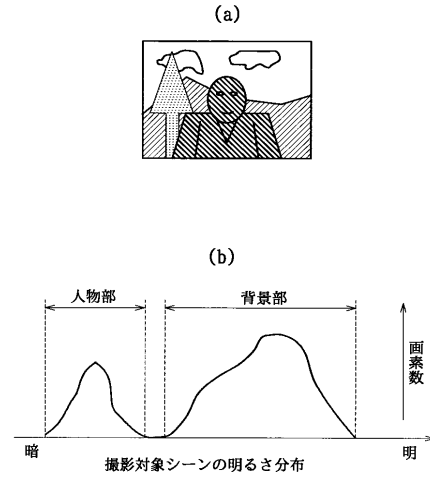 (a)
(b)
人物部
背景部
画素数
暗
明
撮影対象シーンの明るさ分布